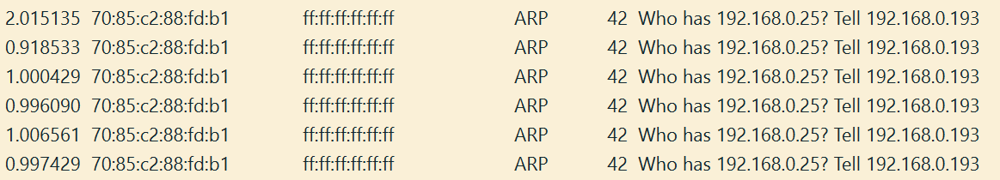 2.015135 70:85:c2:88:fd:b1 ff:ff:ff:ff:ff:ff ARP 42 Who has 192.168.0.25? Tell 192.168.0.193
0.918533 70:85:c2:88:fd:b1 ff:ff:ff:ff:ff:ff ARP 42 Who has 192.168.0.25? Tell 192.168.0.193
1.000429 70:85:c2:88:fd:b1 ff:ff:ff:ff:ff:ff ARP 42 Who has 192.168.0.25? Tell 192.168.0.193
0.996090 70:85:c2:88:fd:b1 ff:ff:ff:ff:ff:ff ARP 42 Who has 192.168.0.25? Tell 192.168.0.193
1.006561 70:85:c2:88:fd:b1 ff:ff:ff:ff:ff:ff ARP 42 Who has 192.168.0.25? Tell 192.168.0.193
0.997429 70:85:c2:88:fd:b1 ff:ff:ff:ff:ff:ff ARP 42 Who has 192.168.0.25? Tell 192.168.0.193